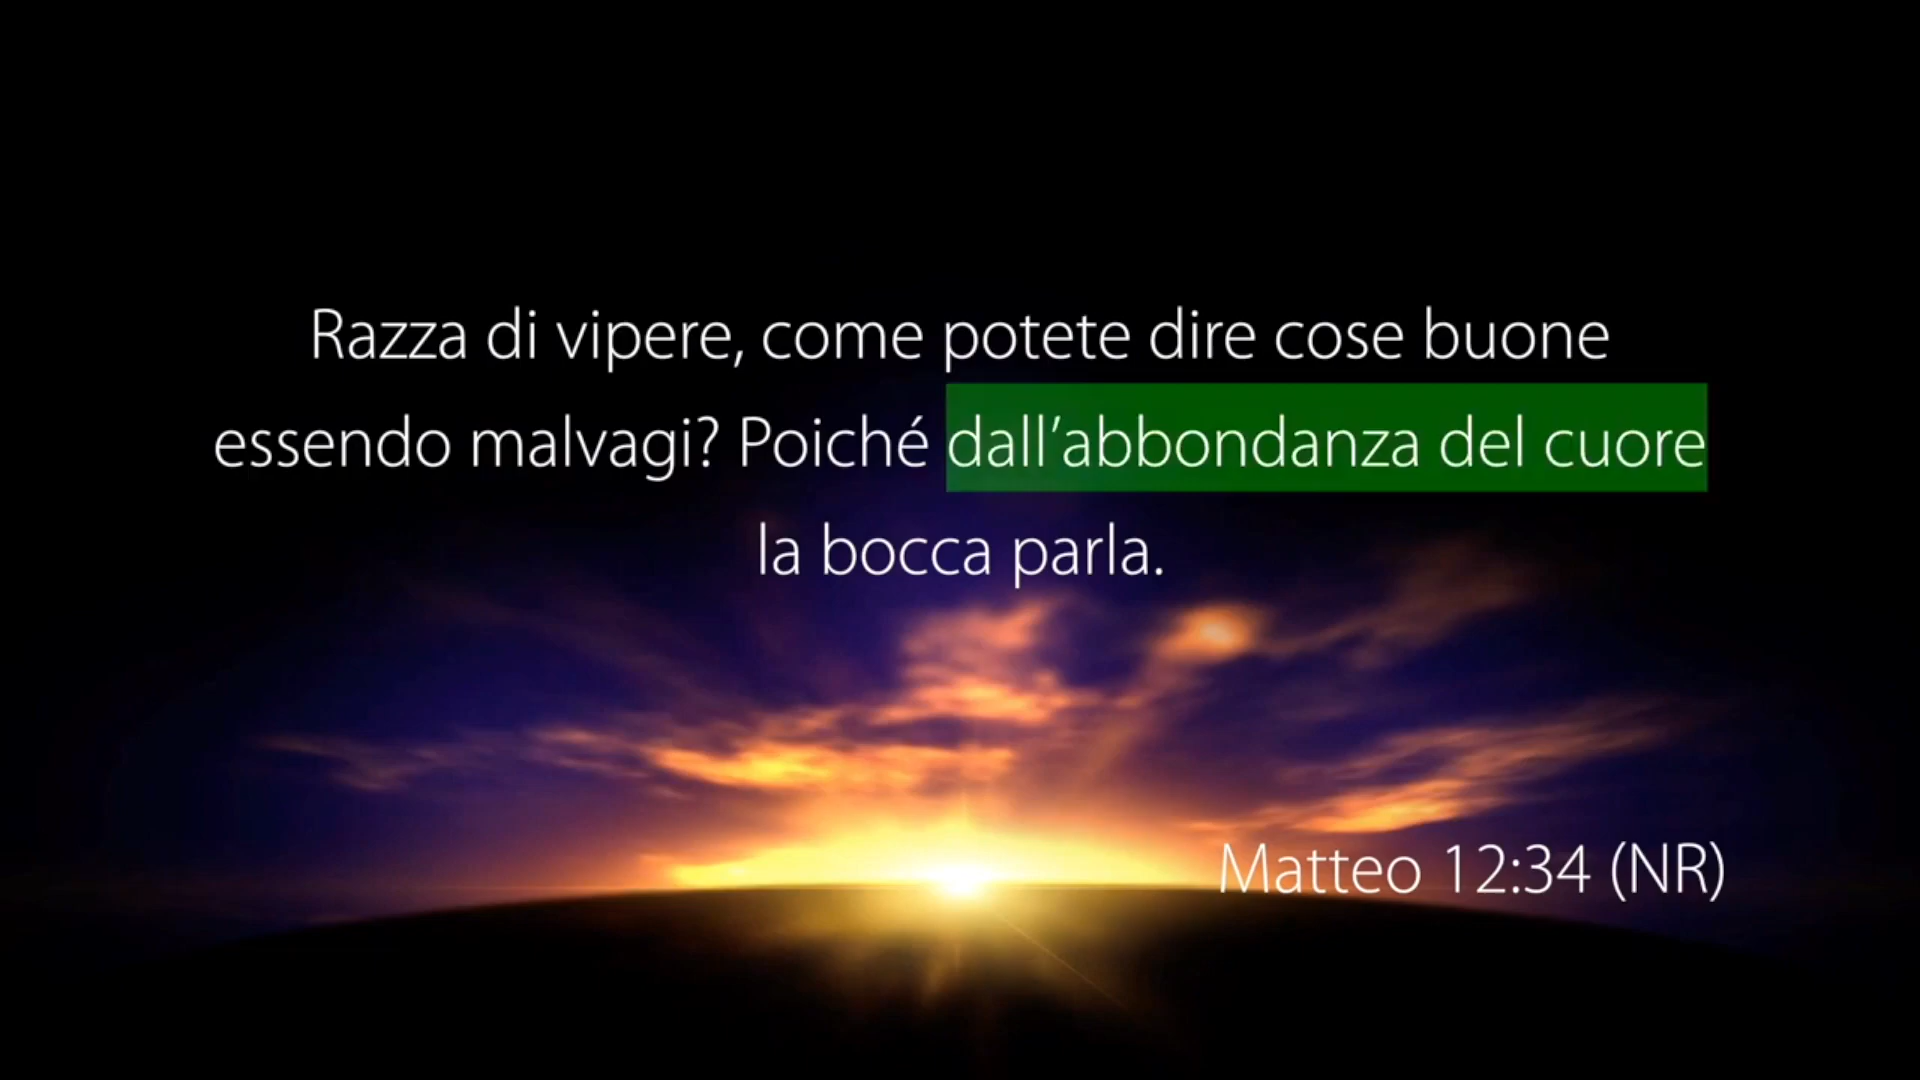 Razza di vipere, come potete dire cose buone
essendo malvagi? Poiché dall’abbondanza del cuore
la bocca parla.
Matteo 12:34 (NR)